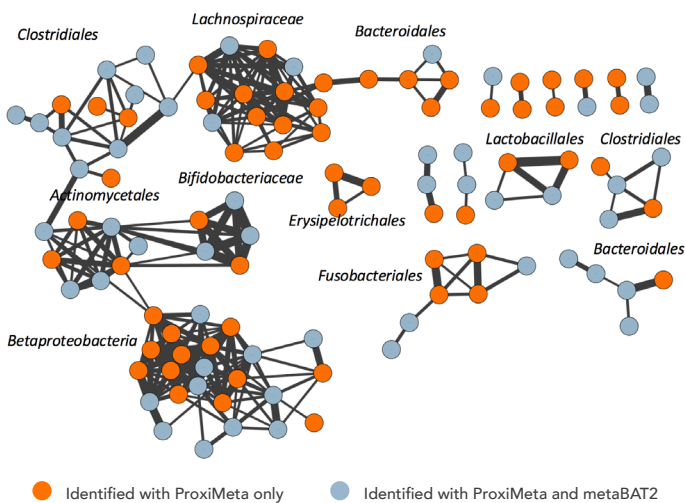 Lachnospiraceae
Clostridiales
Bacteroidales
Lactobacillales
Clostridiales
Bifidobacteriaceae
Actinomycetales
Erysipelotrichales
Bacteroidales
Fusobacteriales
Betaproteobacteria
Identified with ProxiMeta only
Identified with ProxiMeta and metaBAT2